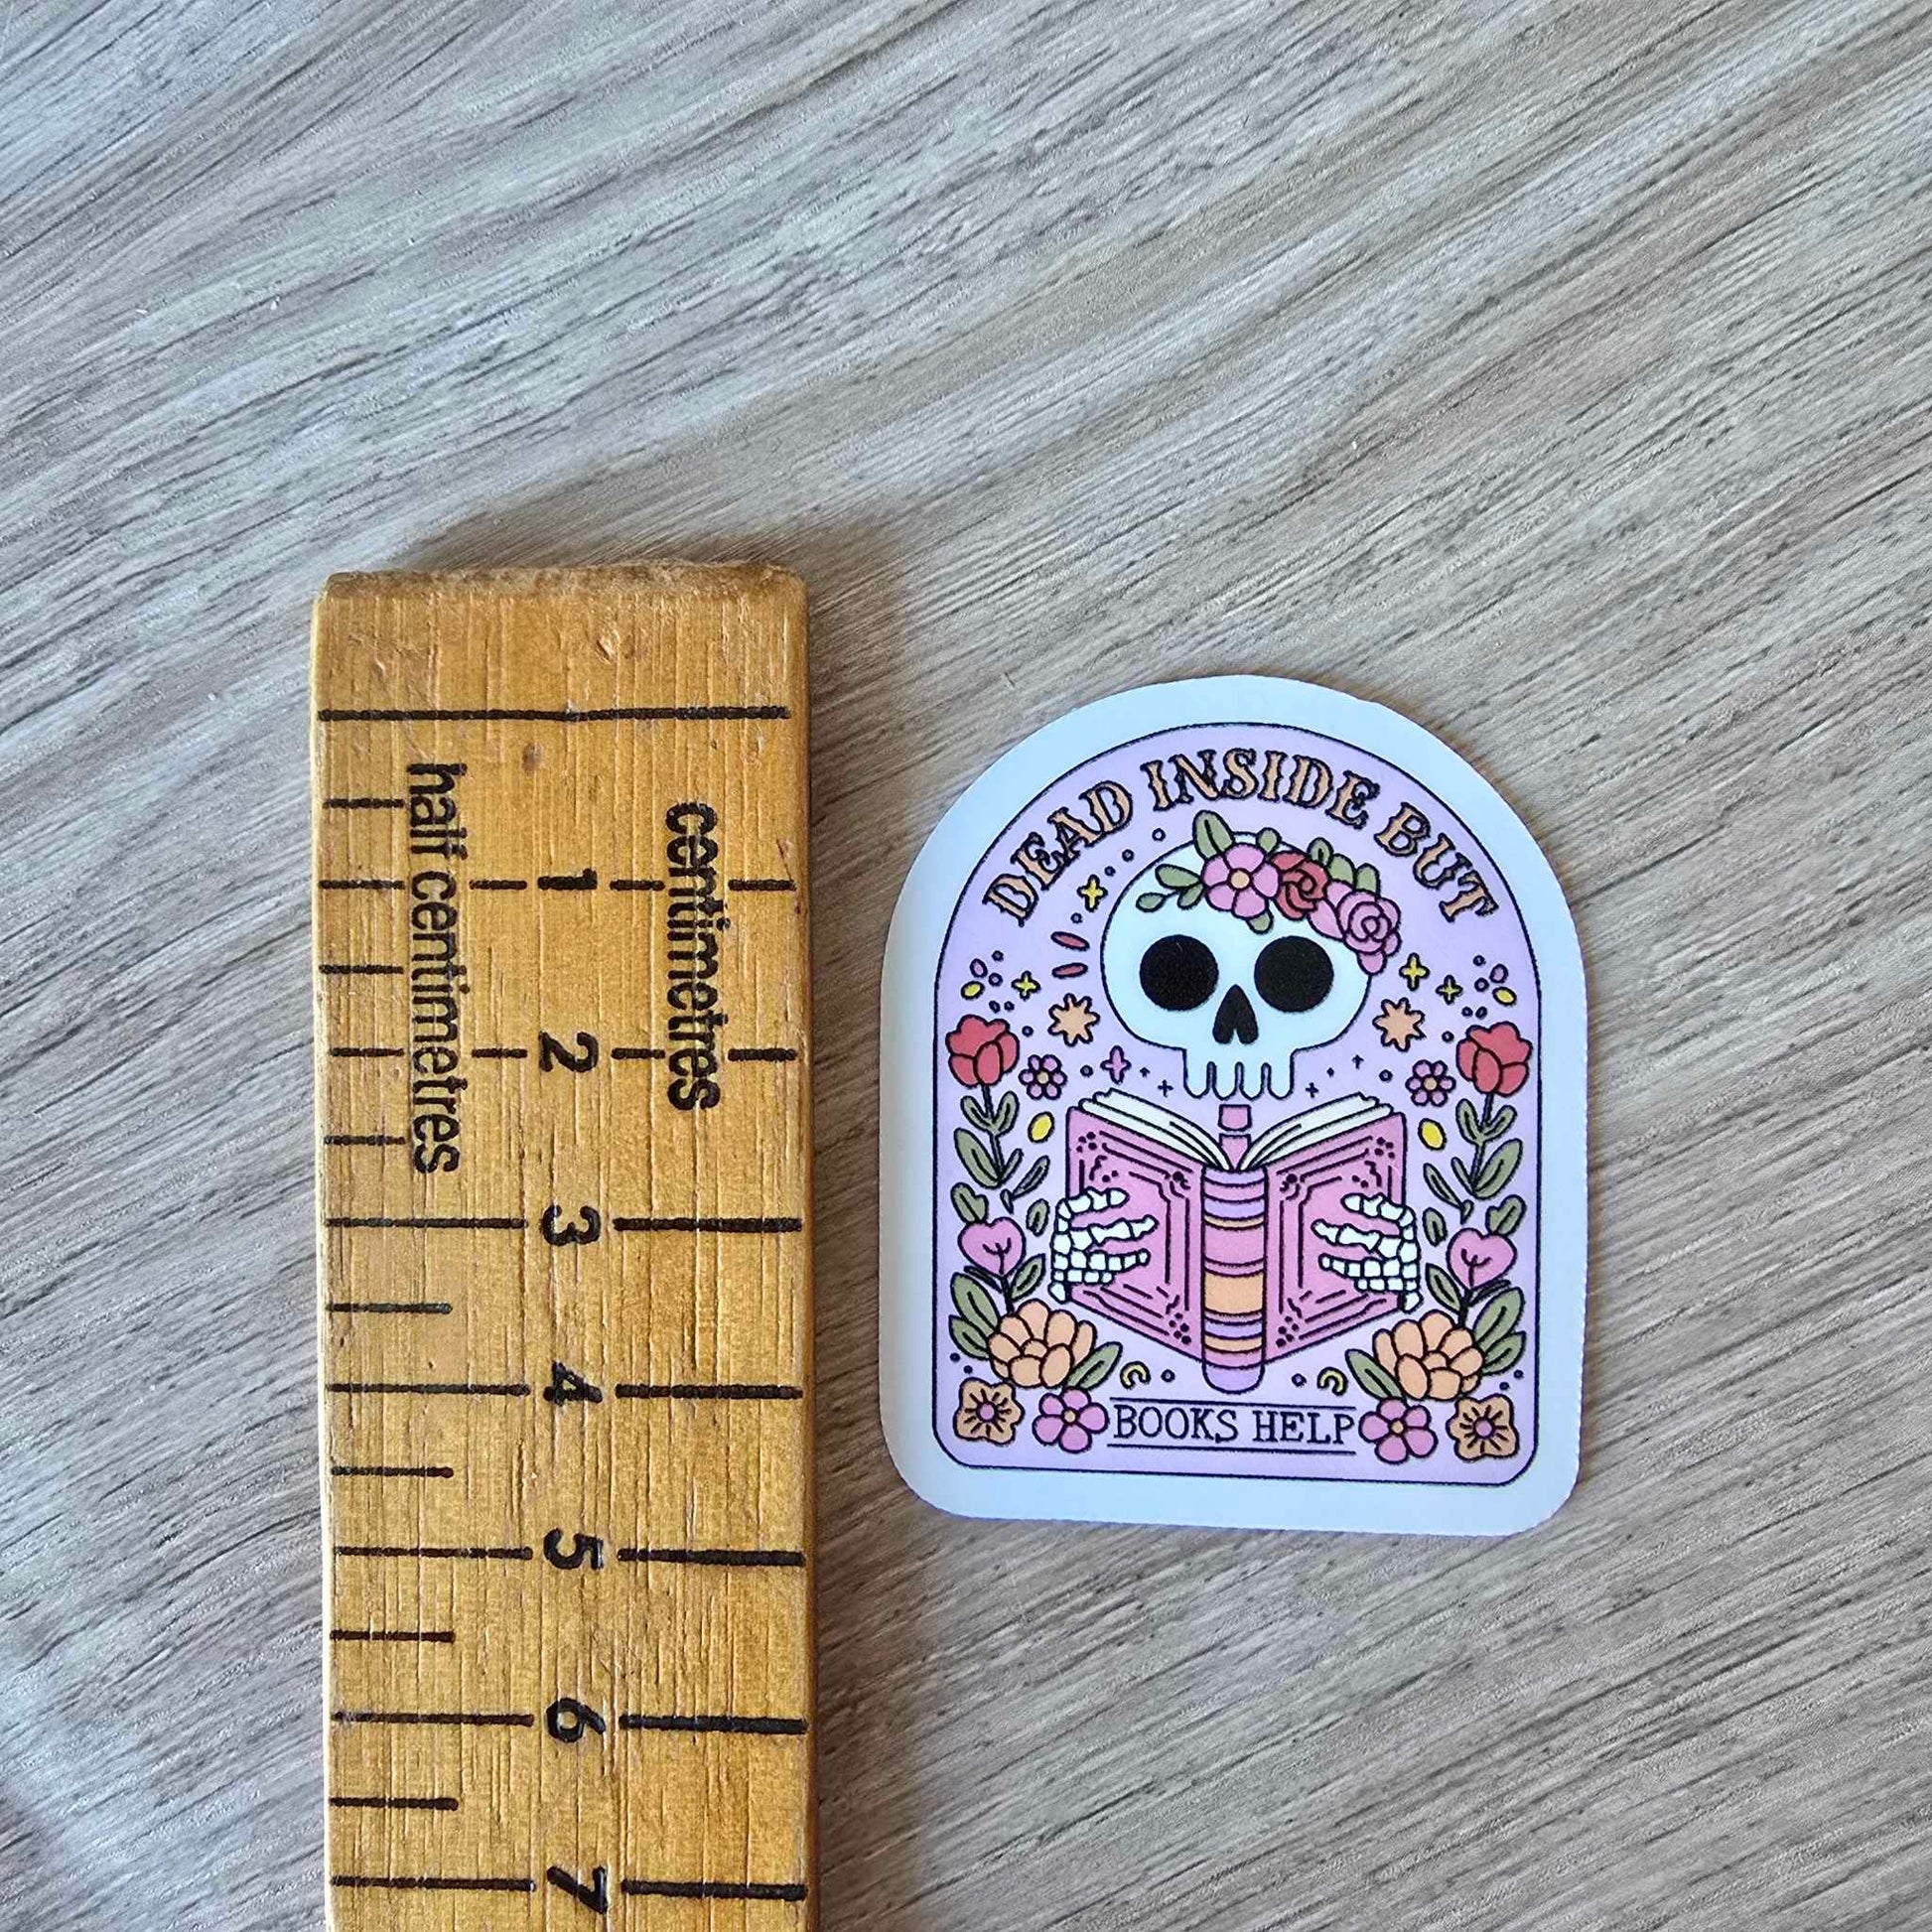 centimetres
half centimetres
1
2
3
4
5
6
7
DEAD INSIDE BUT
BOOKS HELP